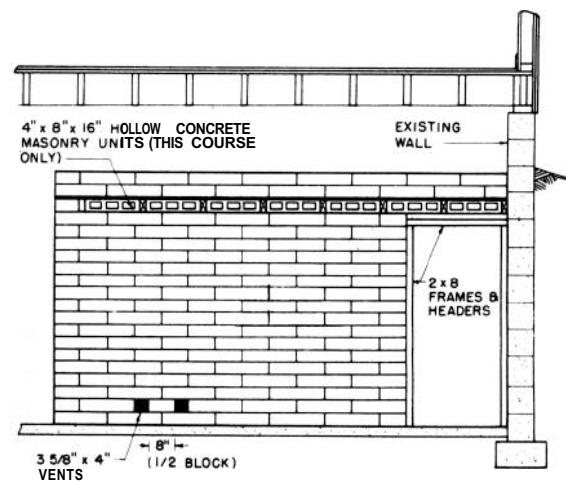 4" x 8" x 16" HOLLOW CONCRETE
MASONRY UNITS (THIS COURSE
ONLY)
EXISTING
WALL
2 x 8
FRAMES &
HEADERS
8"
(1/2 BLOCK)
3 5/8" x 4"
VENTS